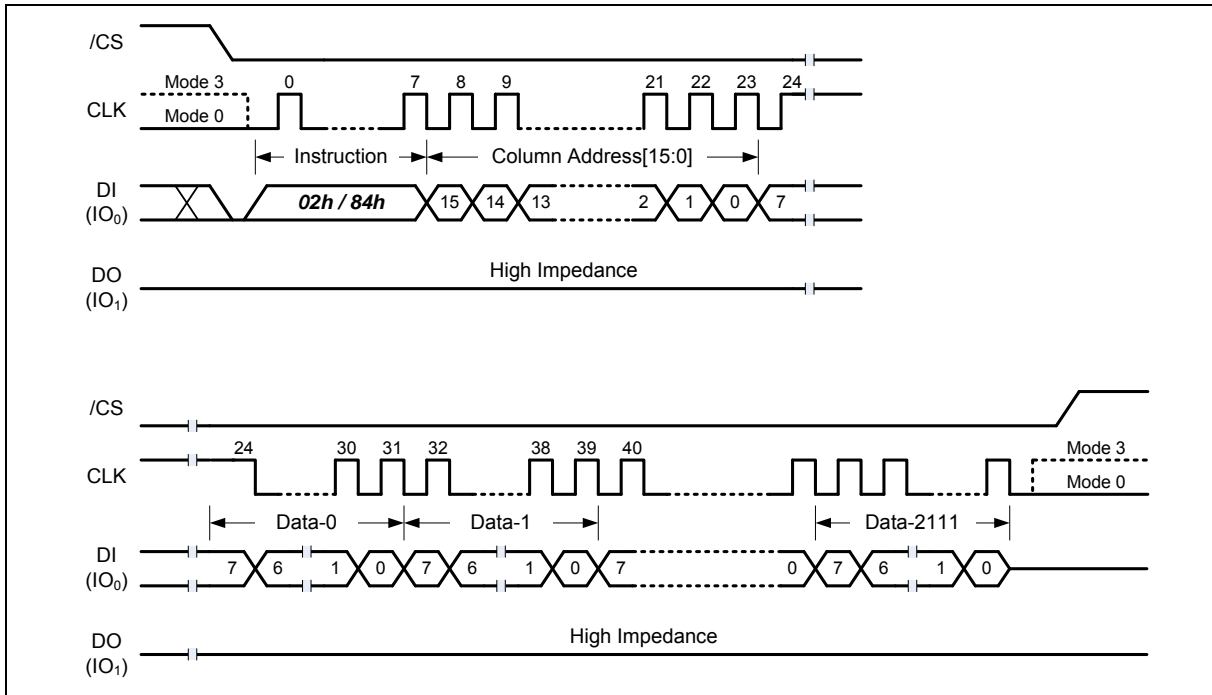 /CS
Mode 3 0 7 8 9 21 22 23 24
CLK
Mode 0
Instruction Column Address[15:0]
DI
(IO₀)
02h / 84h 15 14 13 2 1 0 7
DO
(IO₁)
High Impedance
/CS
24 30 31 32 38 39 40 Mode 3
CLK
Mode 0
Data-0 Data-1 Data-2111
DI
(IO₀)
7 6 1 0 7 6 1 0 7 0 7 6 1 0
DO
(IO₁)
High Impedance